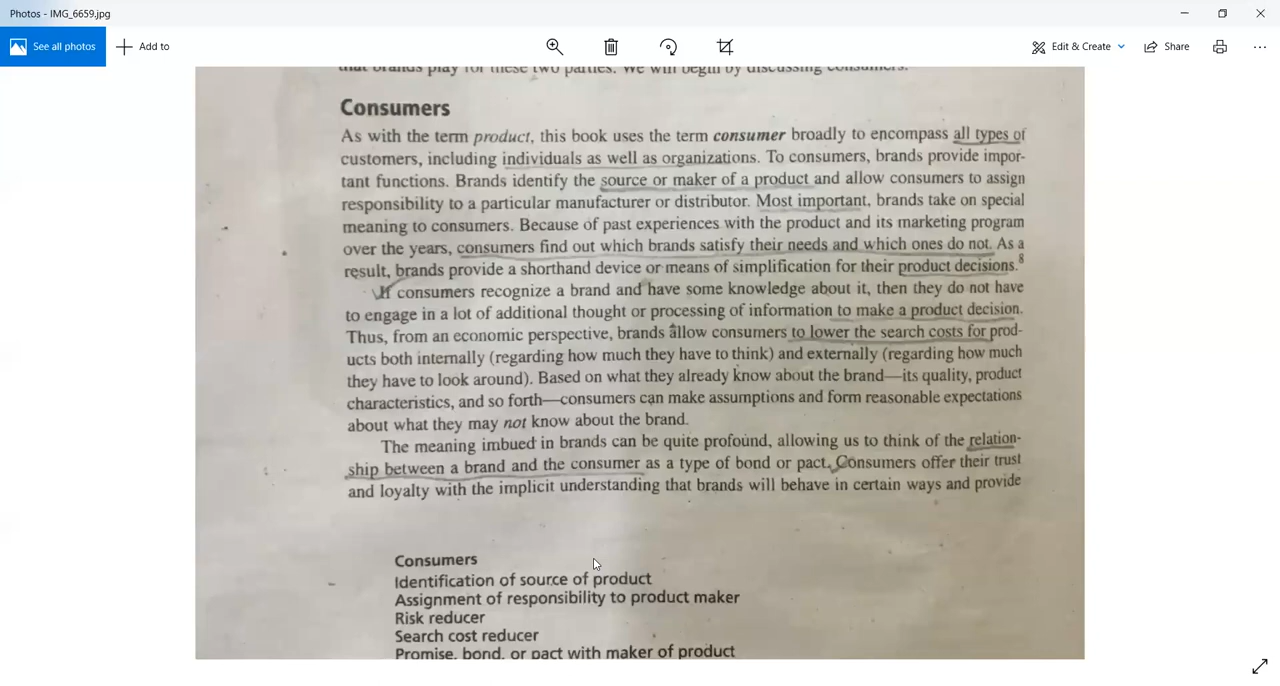 Photos - IMG_6659.jpg
See all photos
Add to
Edit & Create
Share
that brands play for these two parties. We will begin by discussing consumers.
Consumers
As with the term product, this book uses the term consumer broadly to encompass all types of
customers, including individuals as well as organizations. To consumers, brands provide impor-
tant functions. Brands identify the source or maker of a product and allow consumers to assign
responsibility to a particular manufacturer or distributor. Most important, brands take on special
meaning to consumers. Because of past experiences with the product and its marketing program
over the years, consumers find out which brands satisfy their needs and which ones do not. As a
result, brands provide a shorthand device or means of simplification for their product decisions.8
If consumers recognize a brand and have some knowledge about it, then they do not have
to engage in a lot of additional thought or processing of information to make a product decision.
Thus, from an economic perspective, brands allow consumers to lower the search costs for prod-
ucts both internally (regarding how much they have to think) and externally (regarding how much
they have to look around). Based on what they already know about the brand—its quality, product
characteristics, and so forth—consumers can make assumptions and form reasonable expectations
about what they may not know about the brand.
The meaning imbued in brands can be quite profound, allowing us to think of the relation-
ship between a brand and the consumer as a type of bond or pact. Consumers offer their trust
and loyalty with the implicit understanding that brands will behave in certain ways and provide
Consumers
Identification of source of product
Assignment of responsibility to product maker
Risk reducer
Search cost reducer
Promise, bond, or pact with maker of product